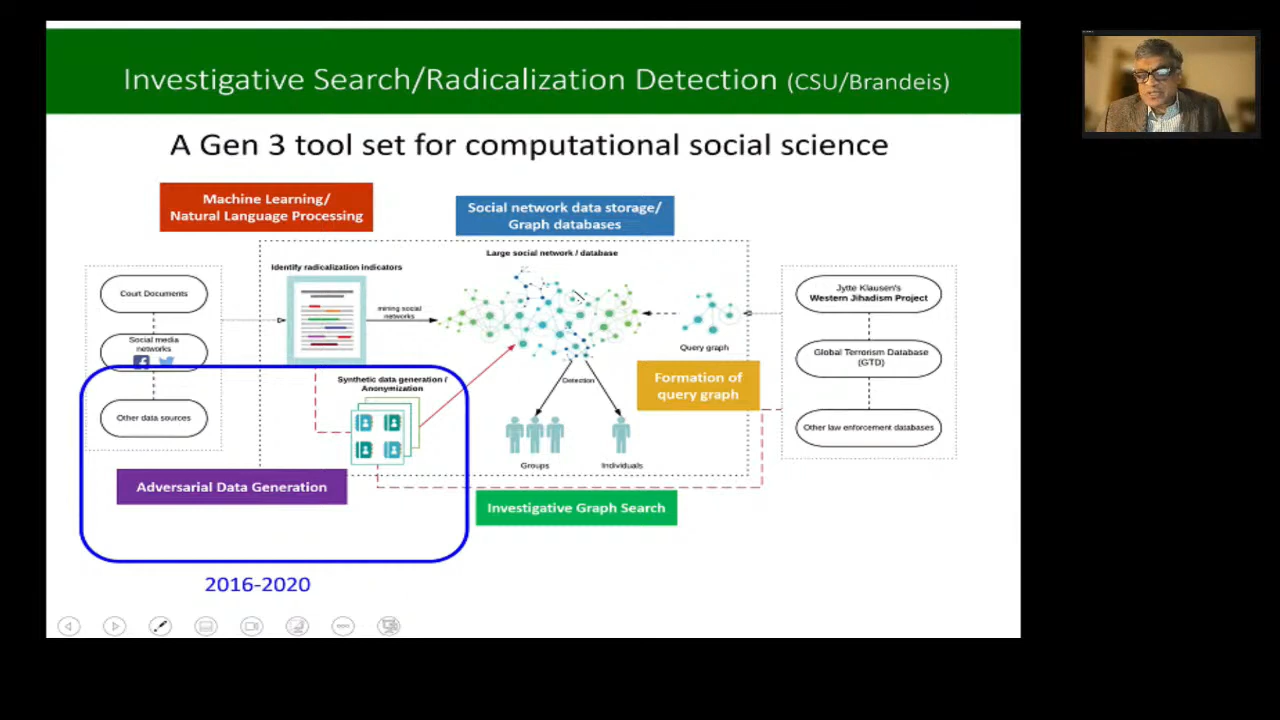 Investigative Search/Radicalization Detection (CSU/Brandeis)
A Gen 3 tool set for computational social science
Machine Learning/
Natural Language Processing
Social network data storage/
Graph databases
Court Documents
Social media
networks
Other data sources
Identify radicalization indicators
mining social
networks
Large social network / database
Query graph
Jytte Klausen's
Western Jihadism Project
Global Terrorism Database
(GTD)
Other law enforcement databases
Formation of
query graph
Synthetic data generation /
Anonymization
Detection
Groups
Individuals
Adversarial Data Generation
Investigative Graph Search
2016-2020